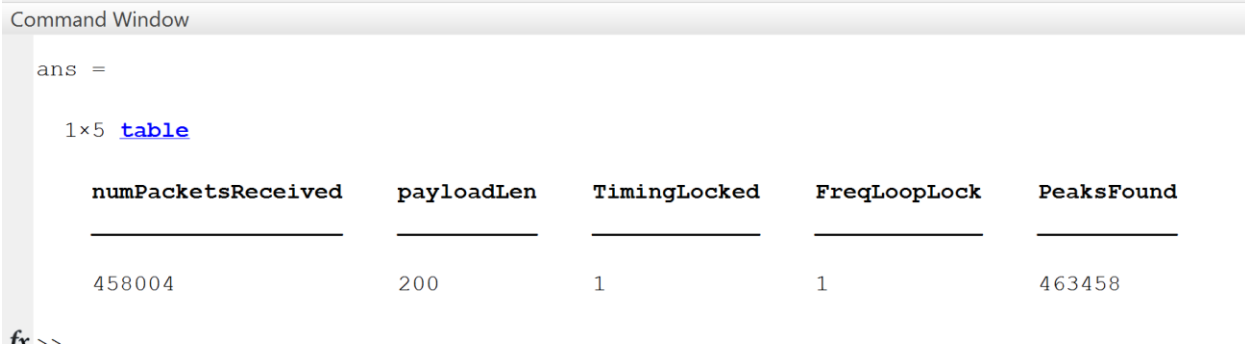 Command Window
ans =
1×5 table
numPacketsReceived payloadLen TimingLocked FreqLoopLock PeaksFound
458004 200 1 1 463458
fx >>